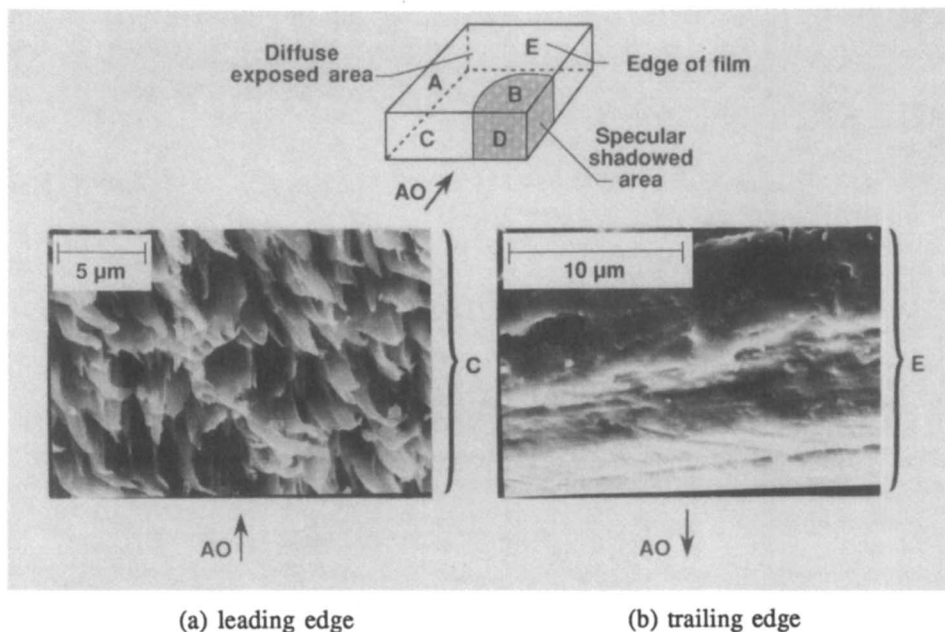 Diffuse
exposed area
E
Edge of film
A
B
C
D
Specular
shadowed
area
AO
5 µm
C
10 µm
E
AO
AO
(a) leading edge
(b) trailing edge